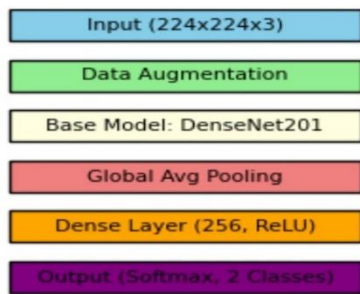 Input (224x224x3)
Data Augmentation
Base Model: DenseNet201
Global Avg Pooling
Dense Layer (256, ReLU)
Output (Softmax, 2 Classes)